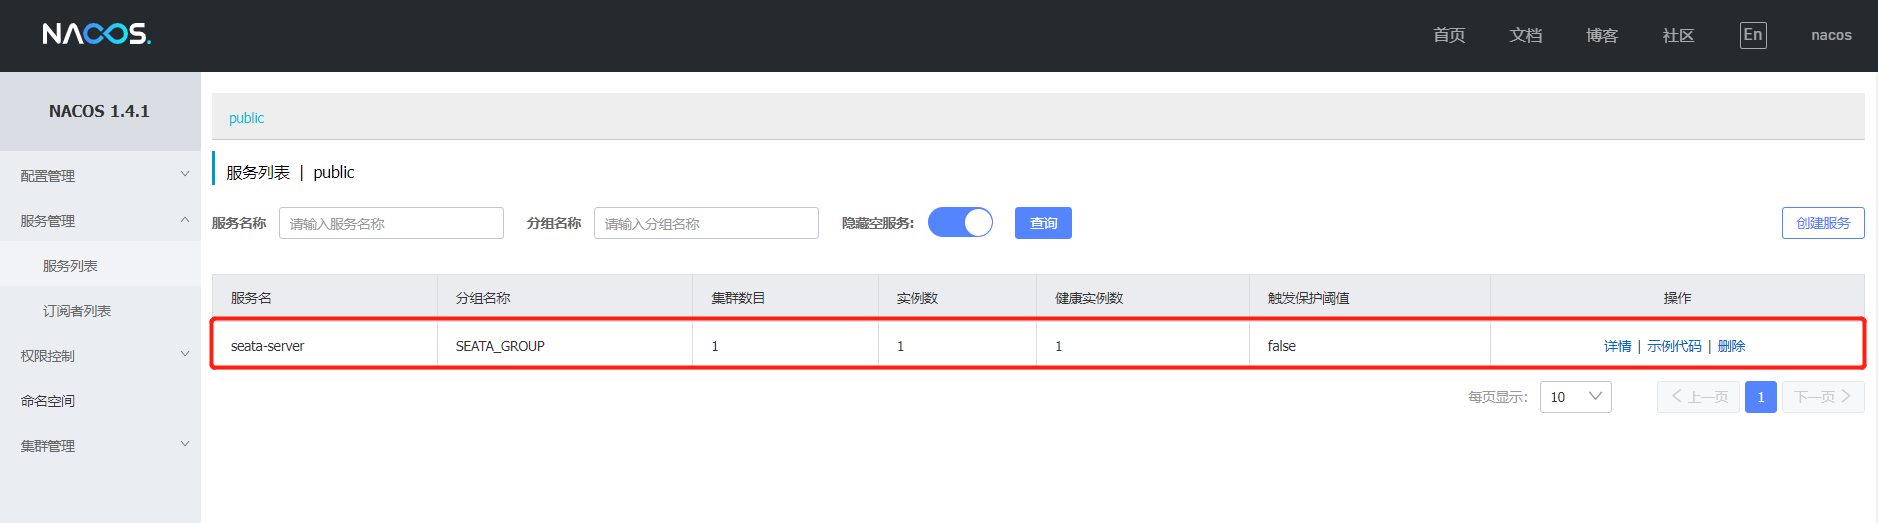 NACOS.
首页 文档 博客 社区 En nacos
NACOS 1.4.1
配置管理
服务管理
服务列表
订阅者列表
权限控制
命名空间
集群管理
public
服务列表 | public
服务名称 请输入服务名称 分组名称 请输入分组名称 隐藏空服务: 查询 创建服务
服务名 分组名称 集群数目 实例数 健康实例数 触发保护阈值 操作
seata-server SEATA_GROUP 1 1 1 false 详情 | 示例代码 | 删除
每页显示: 10 上一页 1 下一页